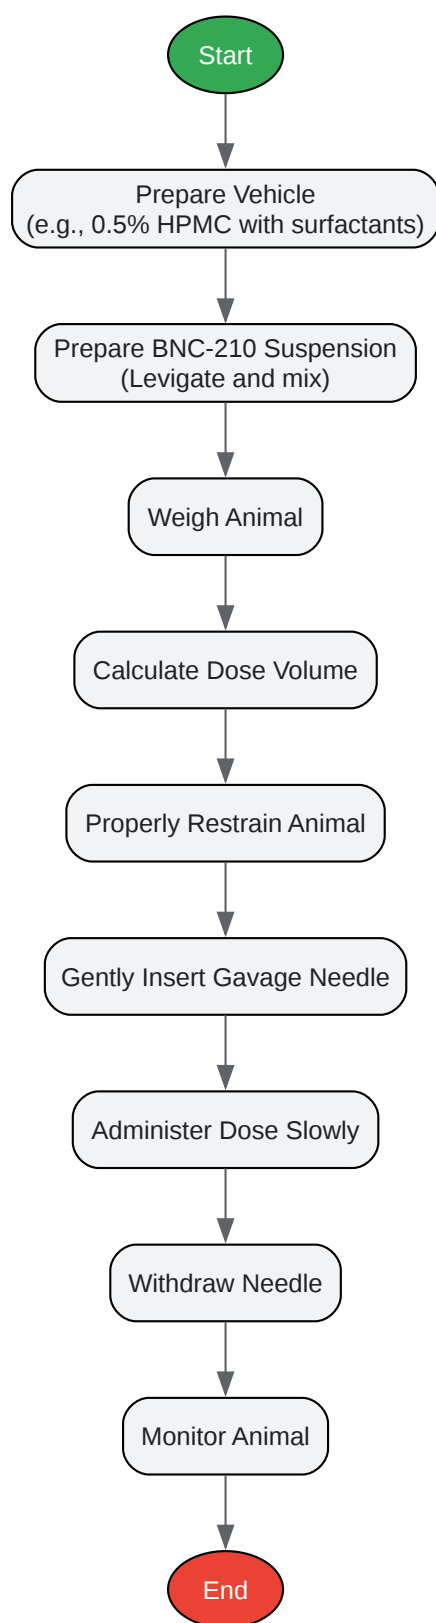 Start
Prepare Vehicle
(e.g., 0.5% HPMC with surfactants)
Prepare BNC-210 Suspension
(Levigate and mix)
Weigh Animal
Calculate Dose Volume
Properly Restrain Animal
Gently Insert Gavage Needle
Administer Dose Slowly
Withdraw Needle
Monitor Animal
End